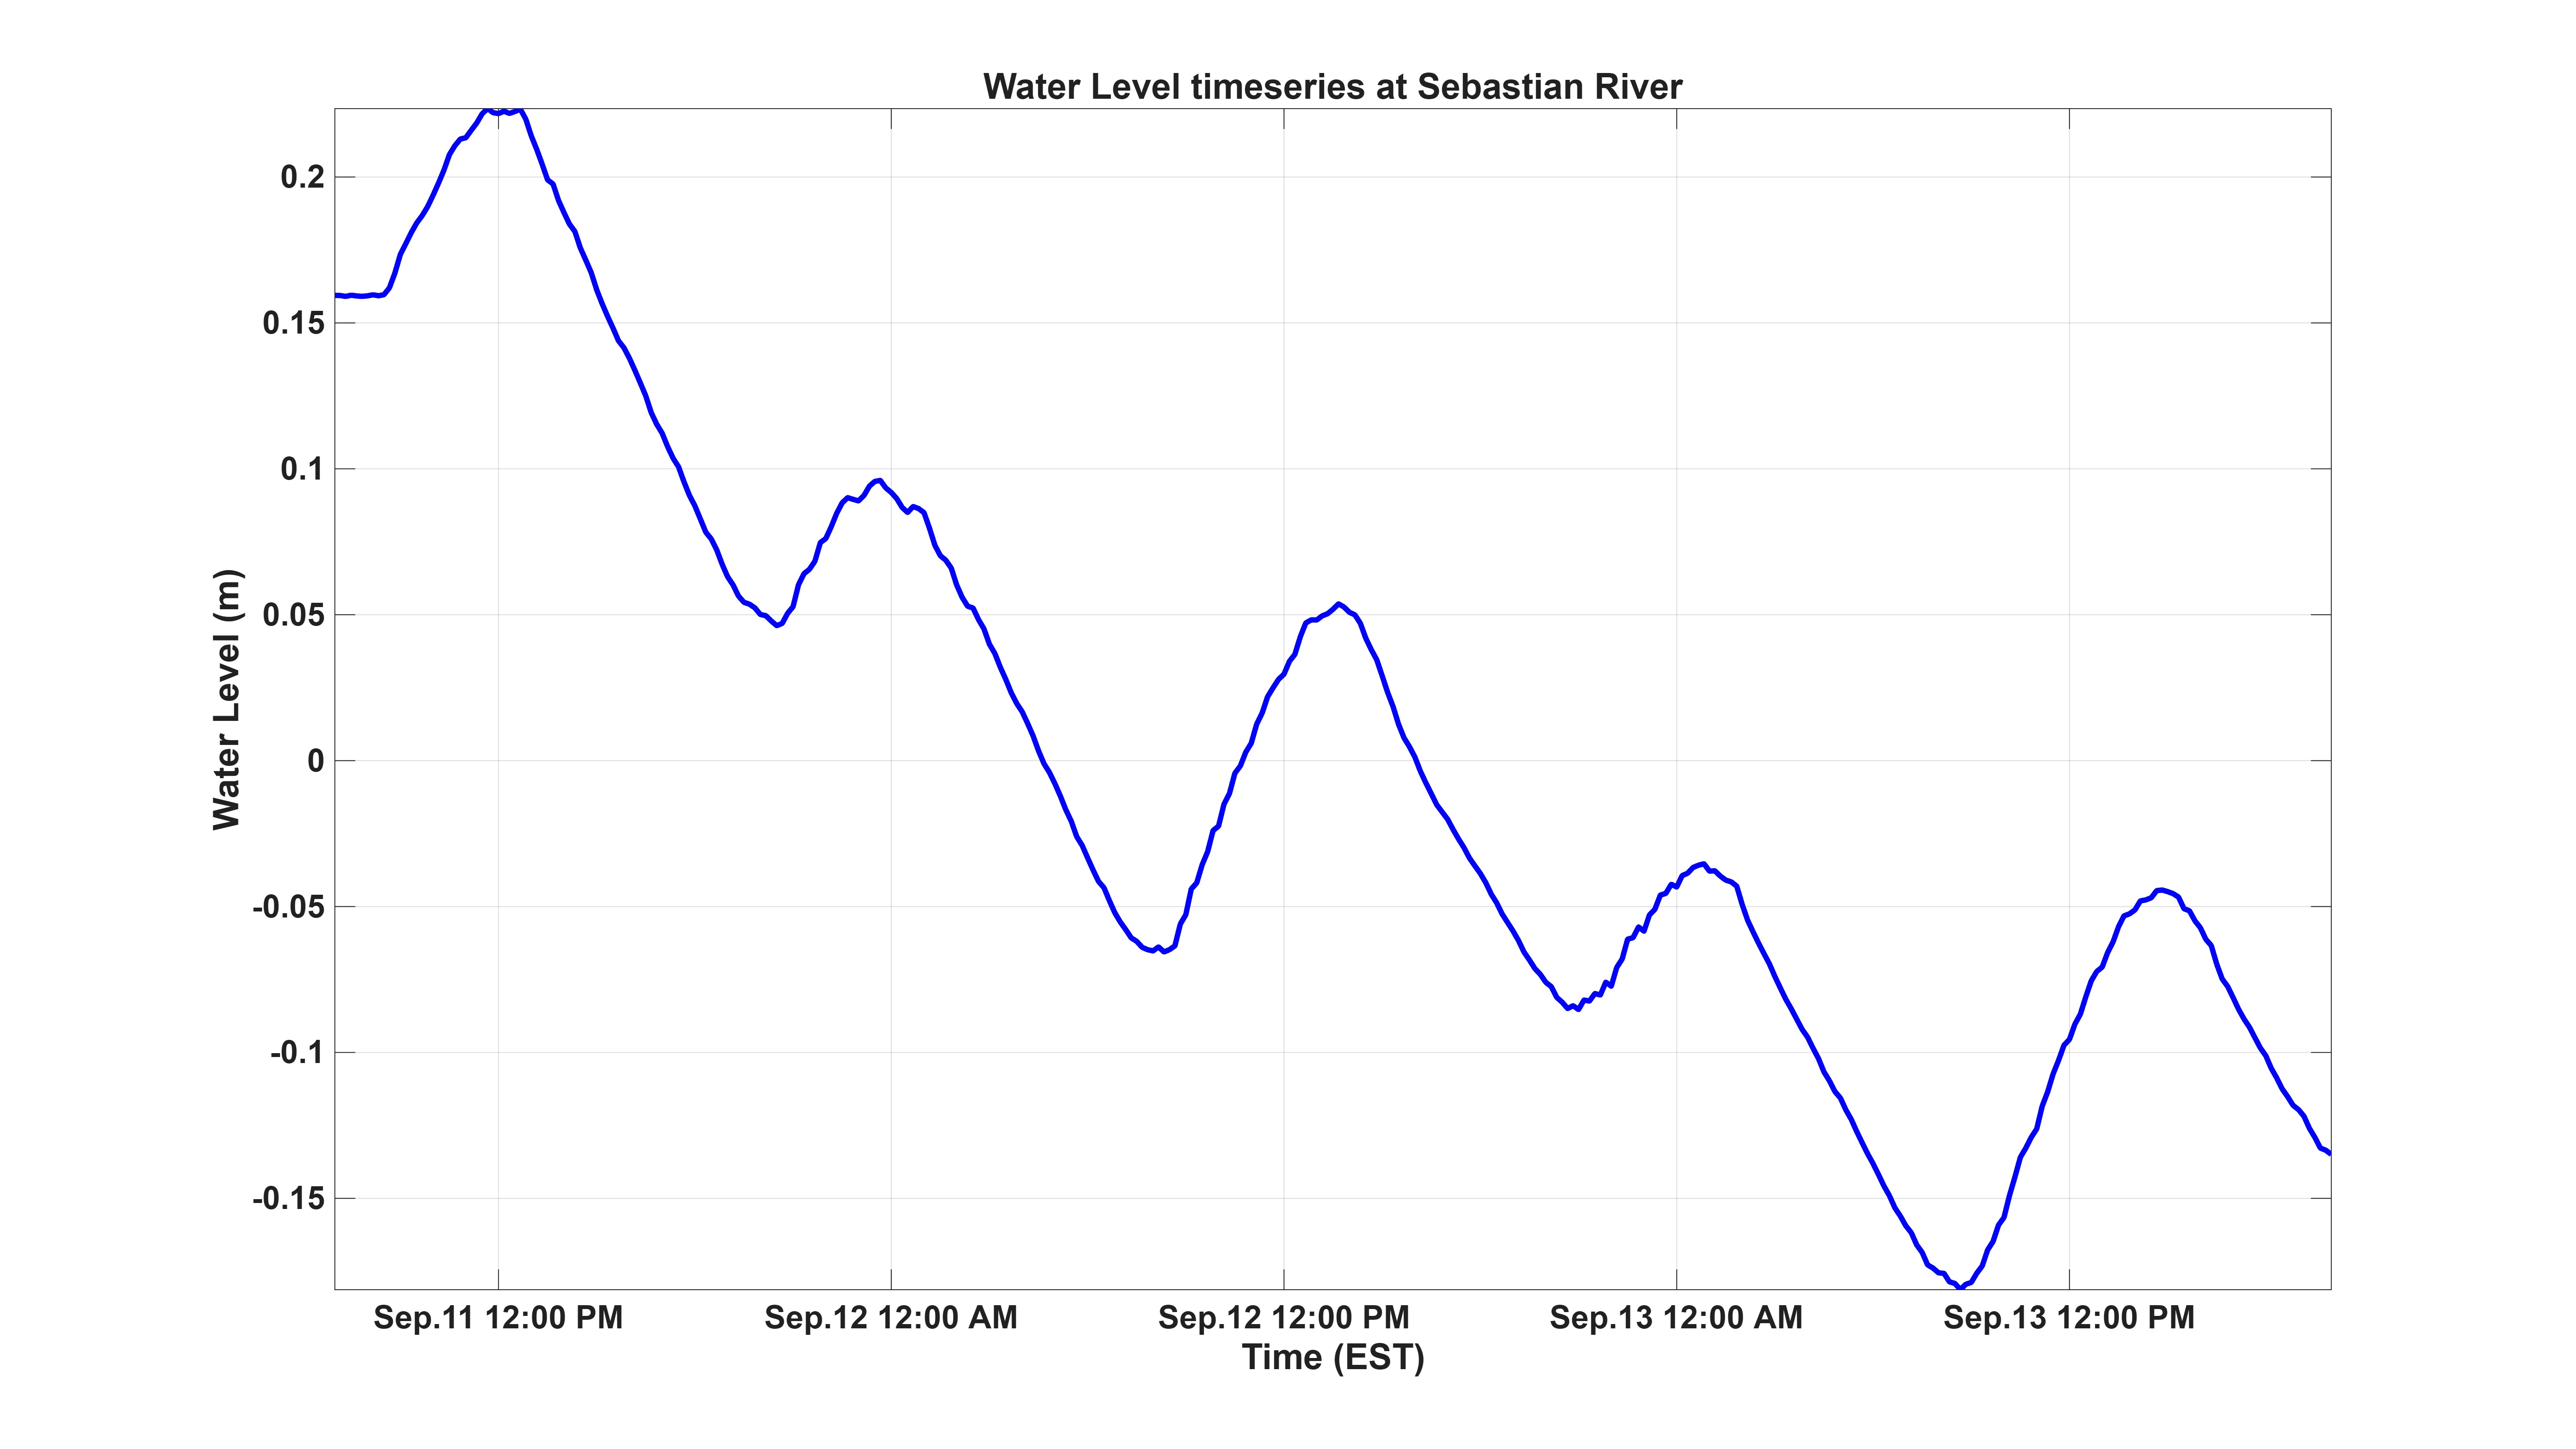 Water Level timeseries at Sebastian River
0.2
0.15
0.1
0.05
0
-0.05
-0.1
-0.15
Water Level (m)
Sep.11 12:00 PM
Sep.12 12:00 AM
Sep.12 12:00 PM
Sep.13 12:00 AM
Sep.13 12:00 PM
Time (EST)